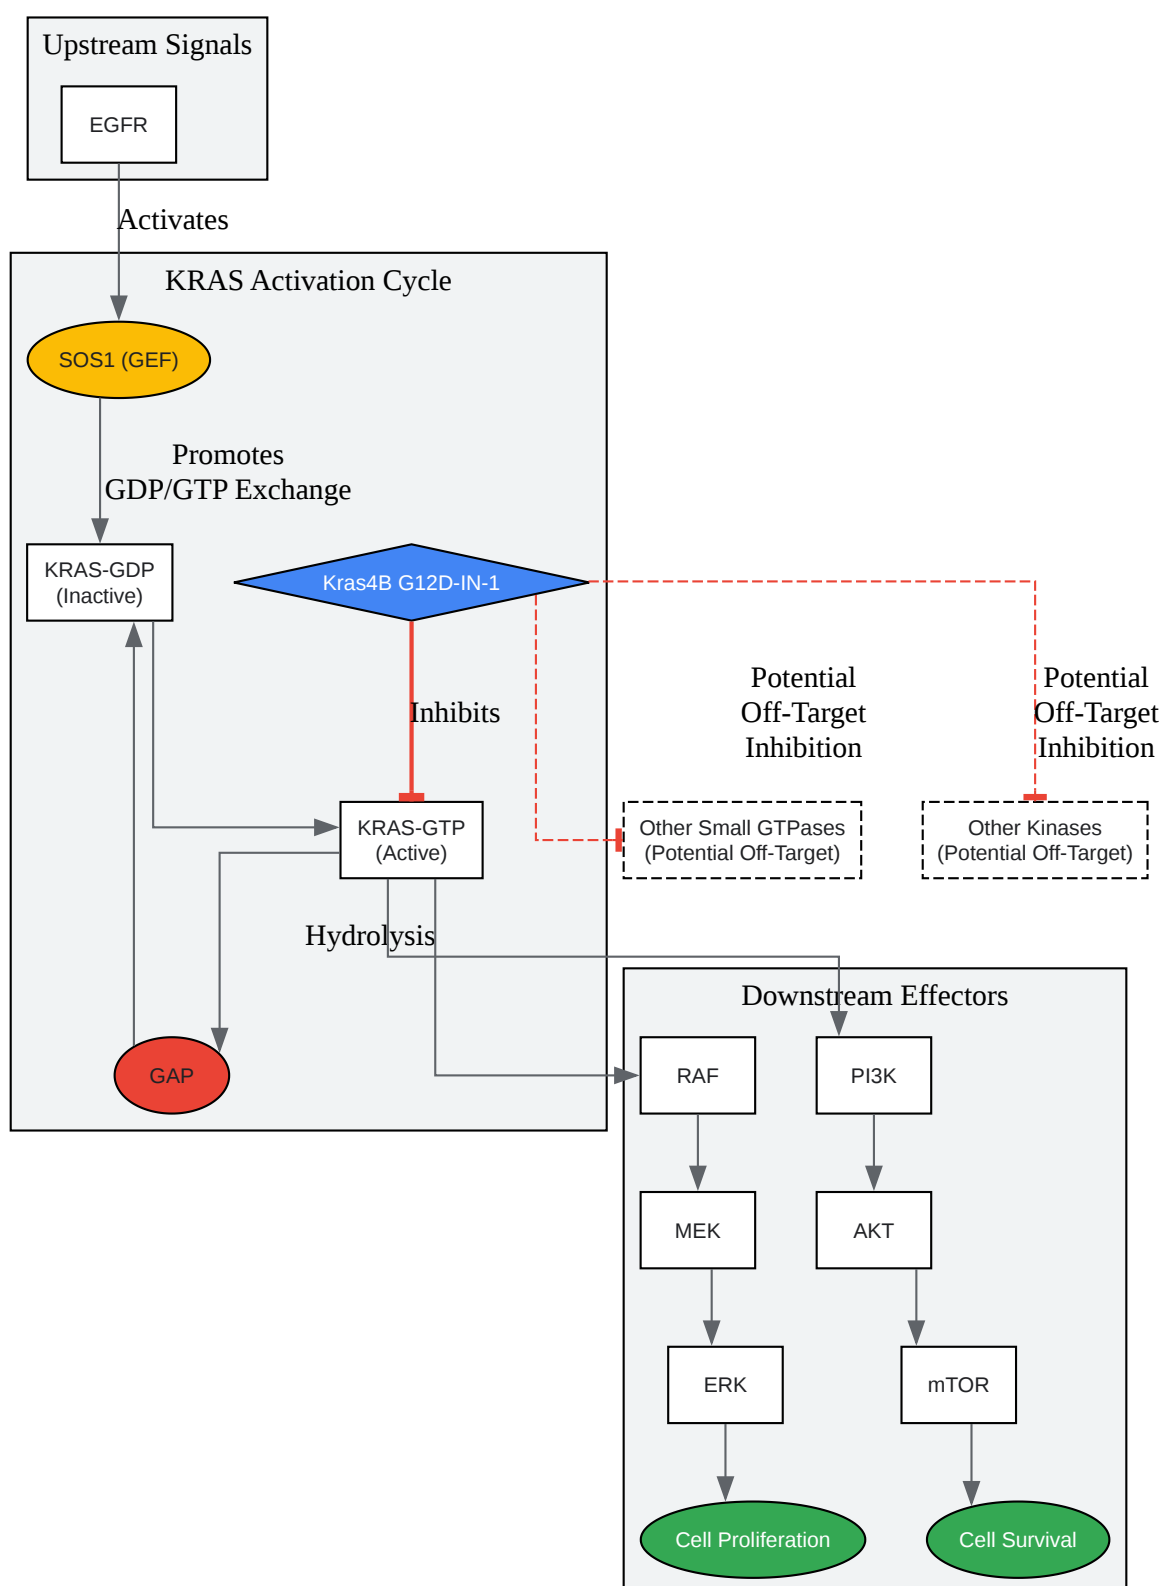 Upstream Signals
EGFR
Activates
KRAS Activation Cycle
SOS1 (GEF)
Promotes
GDP/GTP Exchange
KRAS-GDP
(Inactive)
Kras4B G12D-IN-1
Inhibits
Potential
Off-Target
Inhibition
Potential
Off-Target
Inhibition
KRAS-GTP
(Active)
Other Small GTPases
(Potential Off-Target)
Other Kinases
(Potential Off-Target)
Hydrolysis
Downstream Effectors
GAP
RAF
PI3K
MEK
AKT
ERK
mTOR
Cell Proliferation
Cell Survival